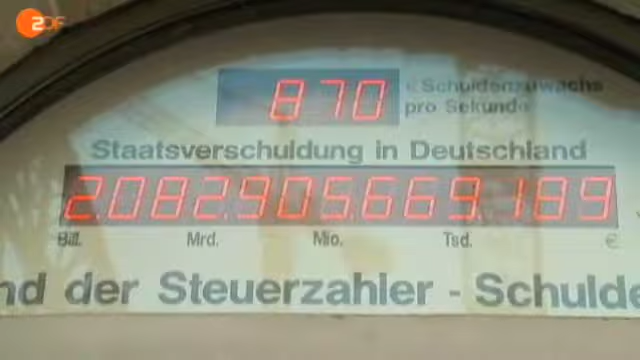 ZDF
870 «Schuldenzuwachs
pro Sekunde»
Staatsverschuldung in Deutschland
2.082.905.669.189
Bill. Mrd. Mio. Tsd. €
nd der Steuerzahler - Schulde